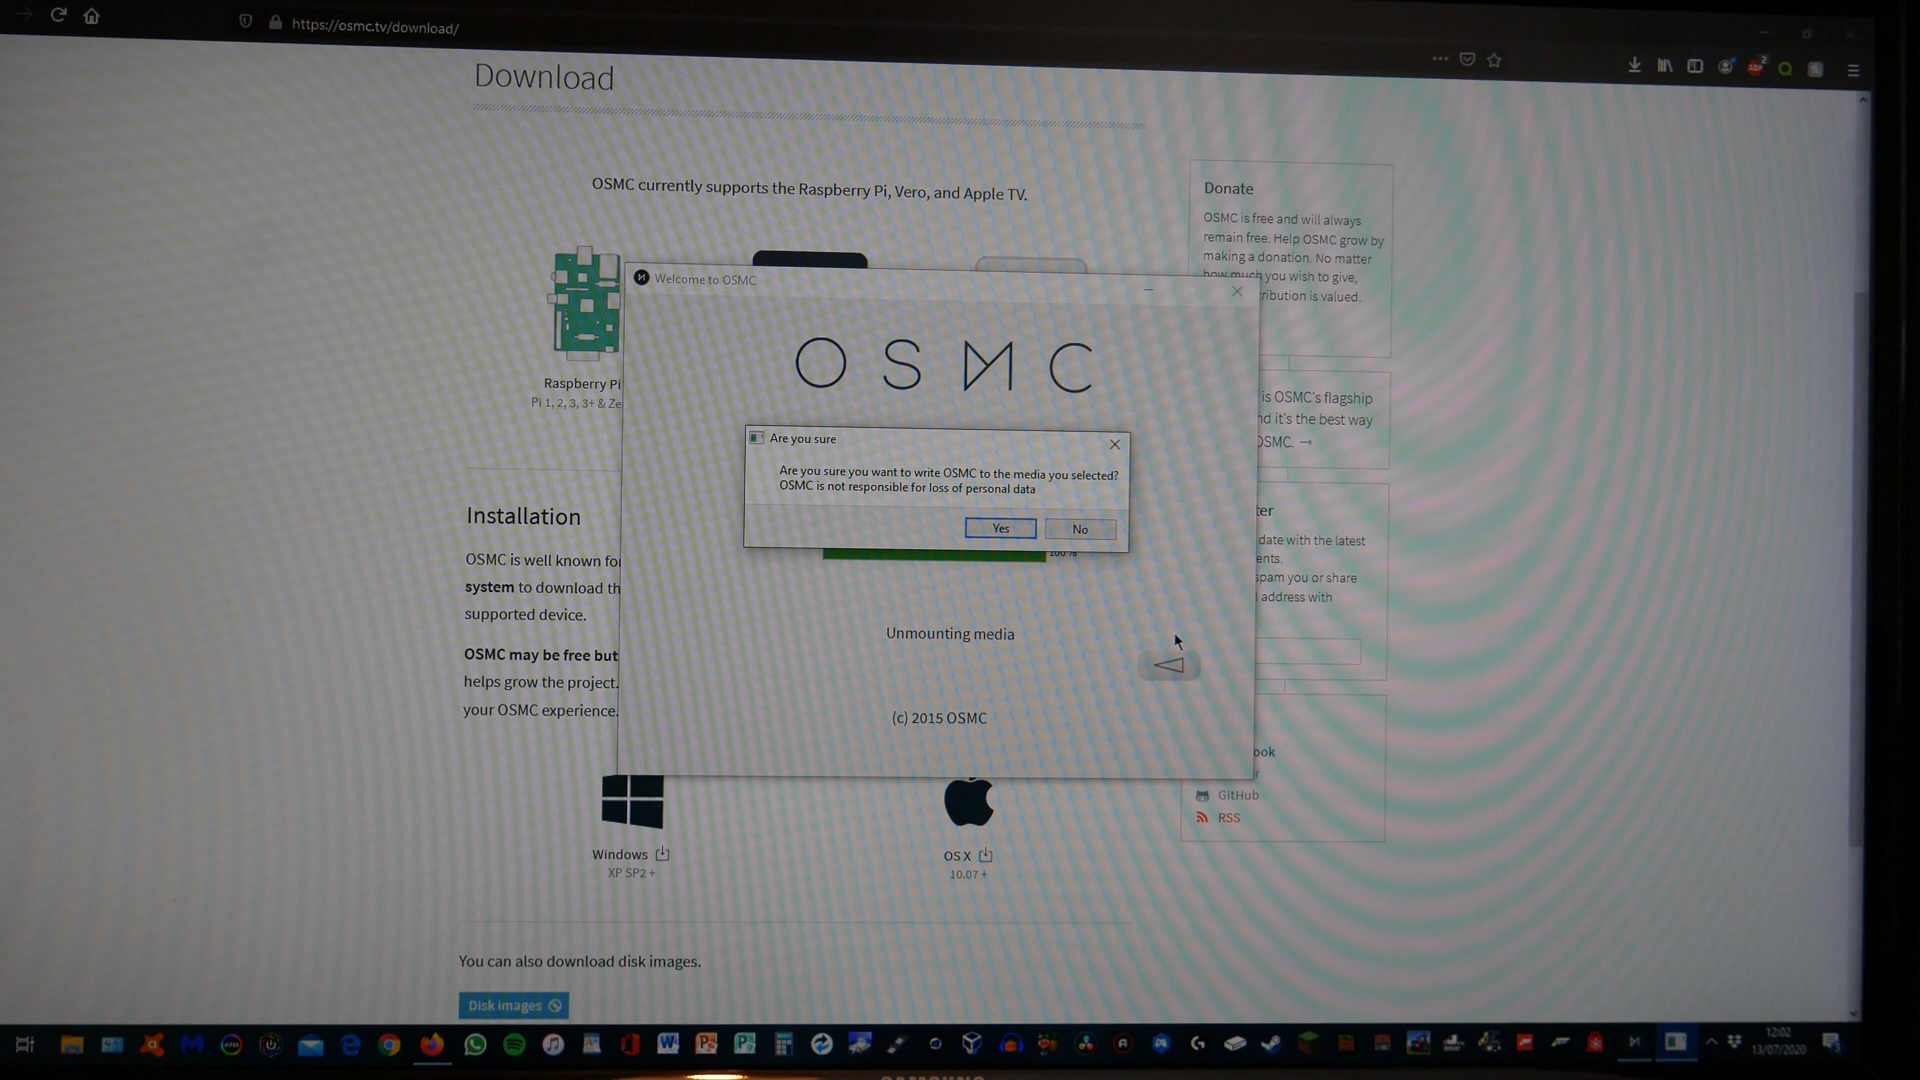 https://osmc.tv/download/
Download
OSMC currently supports the Raspberry Pi, Vero, and Apple TV.
Raspberry Pi
Pi 1, 2, 3, 3+ & Ze
Donate
OSMC is free and will always
remain free. Help OSMC grow by
making a donation. No matter
how much you wish to give,
ribution is valued.
Welcome to OSMC
OSMC
Are you sure
Are you sure you want to write OSMC to the media you selected?
OSMC is not responsible for loss of personal data
Yes
No
100 %
Unmounting media
(c) 2015 OSMC
is OSMC's flagship
nd it's the best way
OSMC. →
ter
date with the latest
ents.
spam you or share
l address with
ook
r
GitHub
RSS
Installation
OSMC is well known for
system to download th
supported device.
OSMC may be free but
helps grow the project.
your OSMC experience.
Windows
XP SP2 +
OS X
10.07 +
You can also download disk images.
Disk images
12:02
13/07/2020
SAMSUNG